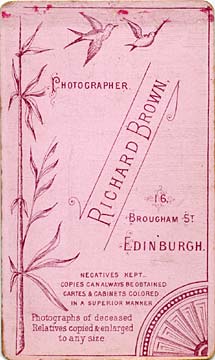 PHOTOGRAPHER.
RICHARD BROWN.
16.
BROUGHAM ST
EDINBURGH.
NEGATIVES KEPT.
COPIES CAN ALWAYS BE OBTAINED
CARTES & CABINETS COLORED
IN A SUPERIOR MANNER
Photographs of deceased
Relatives copied & enlarged
to any size.